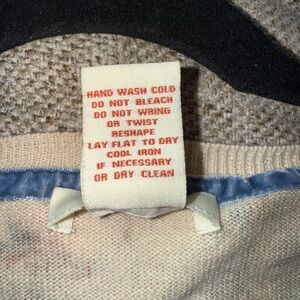 HAND WASH COLD
DO NOT BLEACH
DO NOT WRING
OR TWIST
RESHAPE
LAY FLAT TO DRY
COOL IRON
IF NECESSARY
OR DRY CLEAN